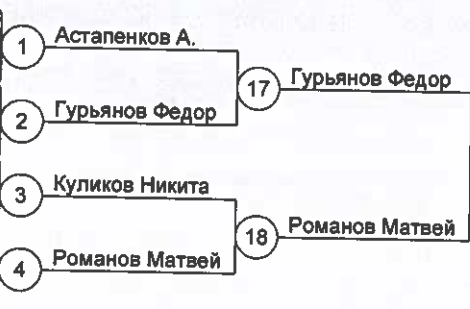 1 Астапенков А.
17 Гурьянов Федор
2 Гурьянов Федор
3 Куликов Никита
18 Романов Матвей
4 Романов Матвей